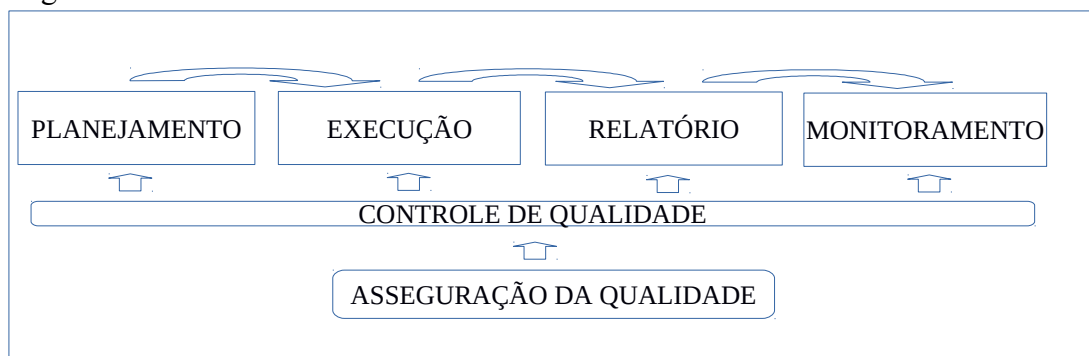 PLANEJAMENTO
EXECUÇÃO
RELATÓRIO
MONITORAMENTO
CONTROLE DE QUALIDADE
ASSEGURAÇÃO DA QUALIDADE